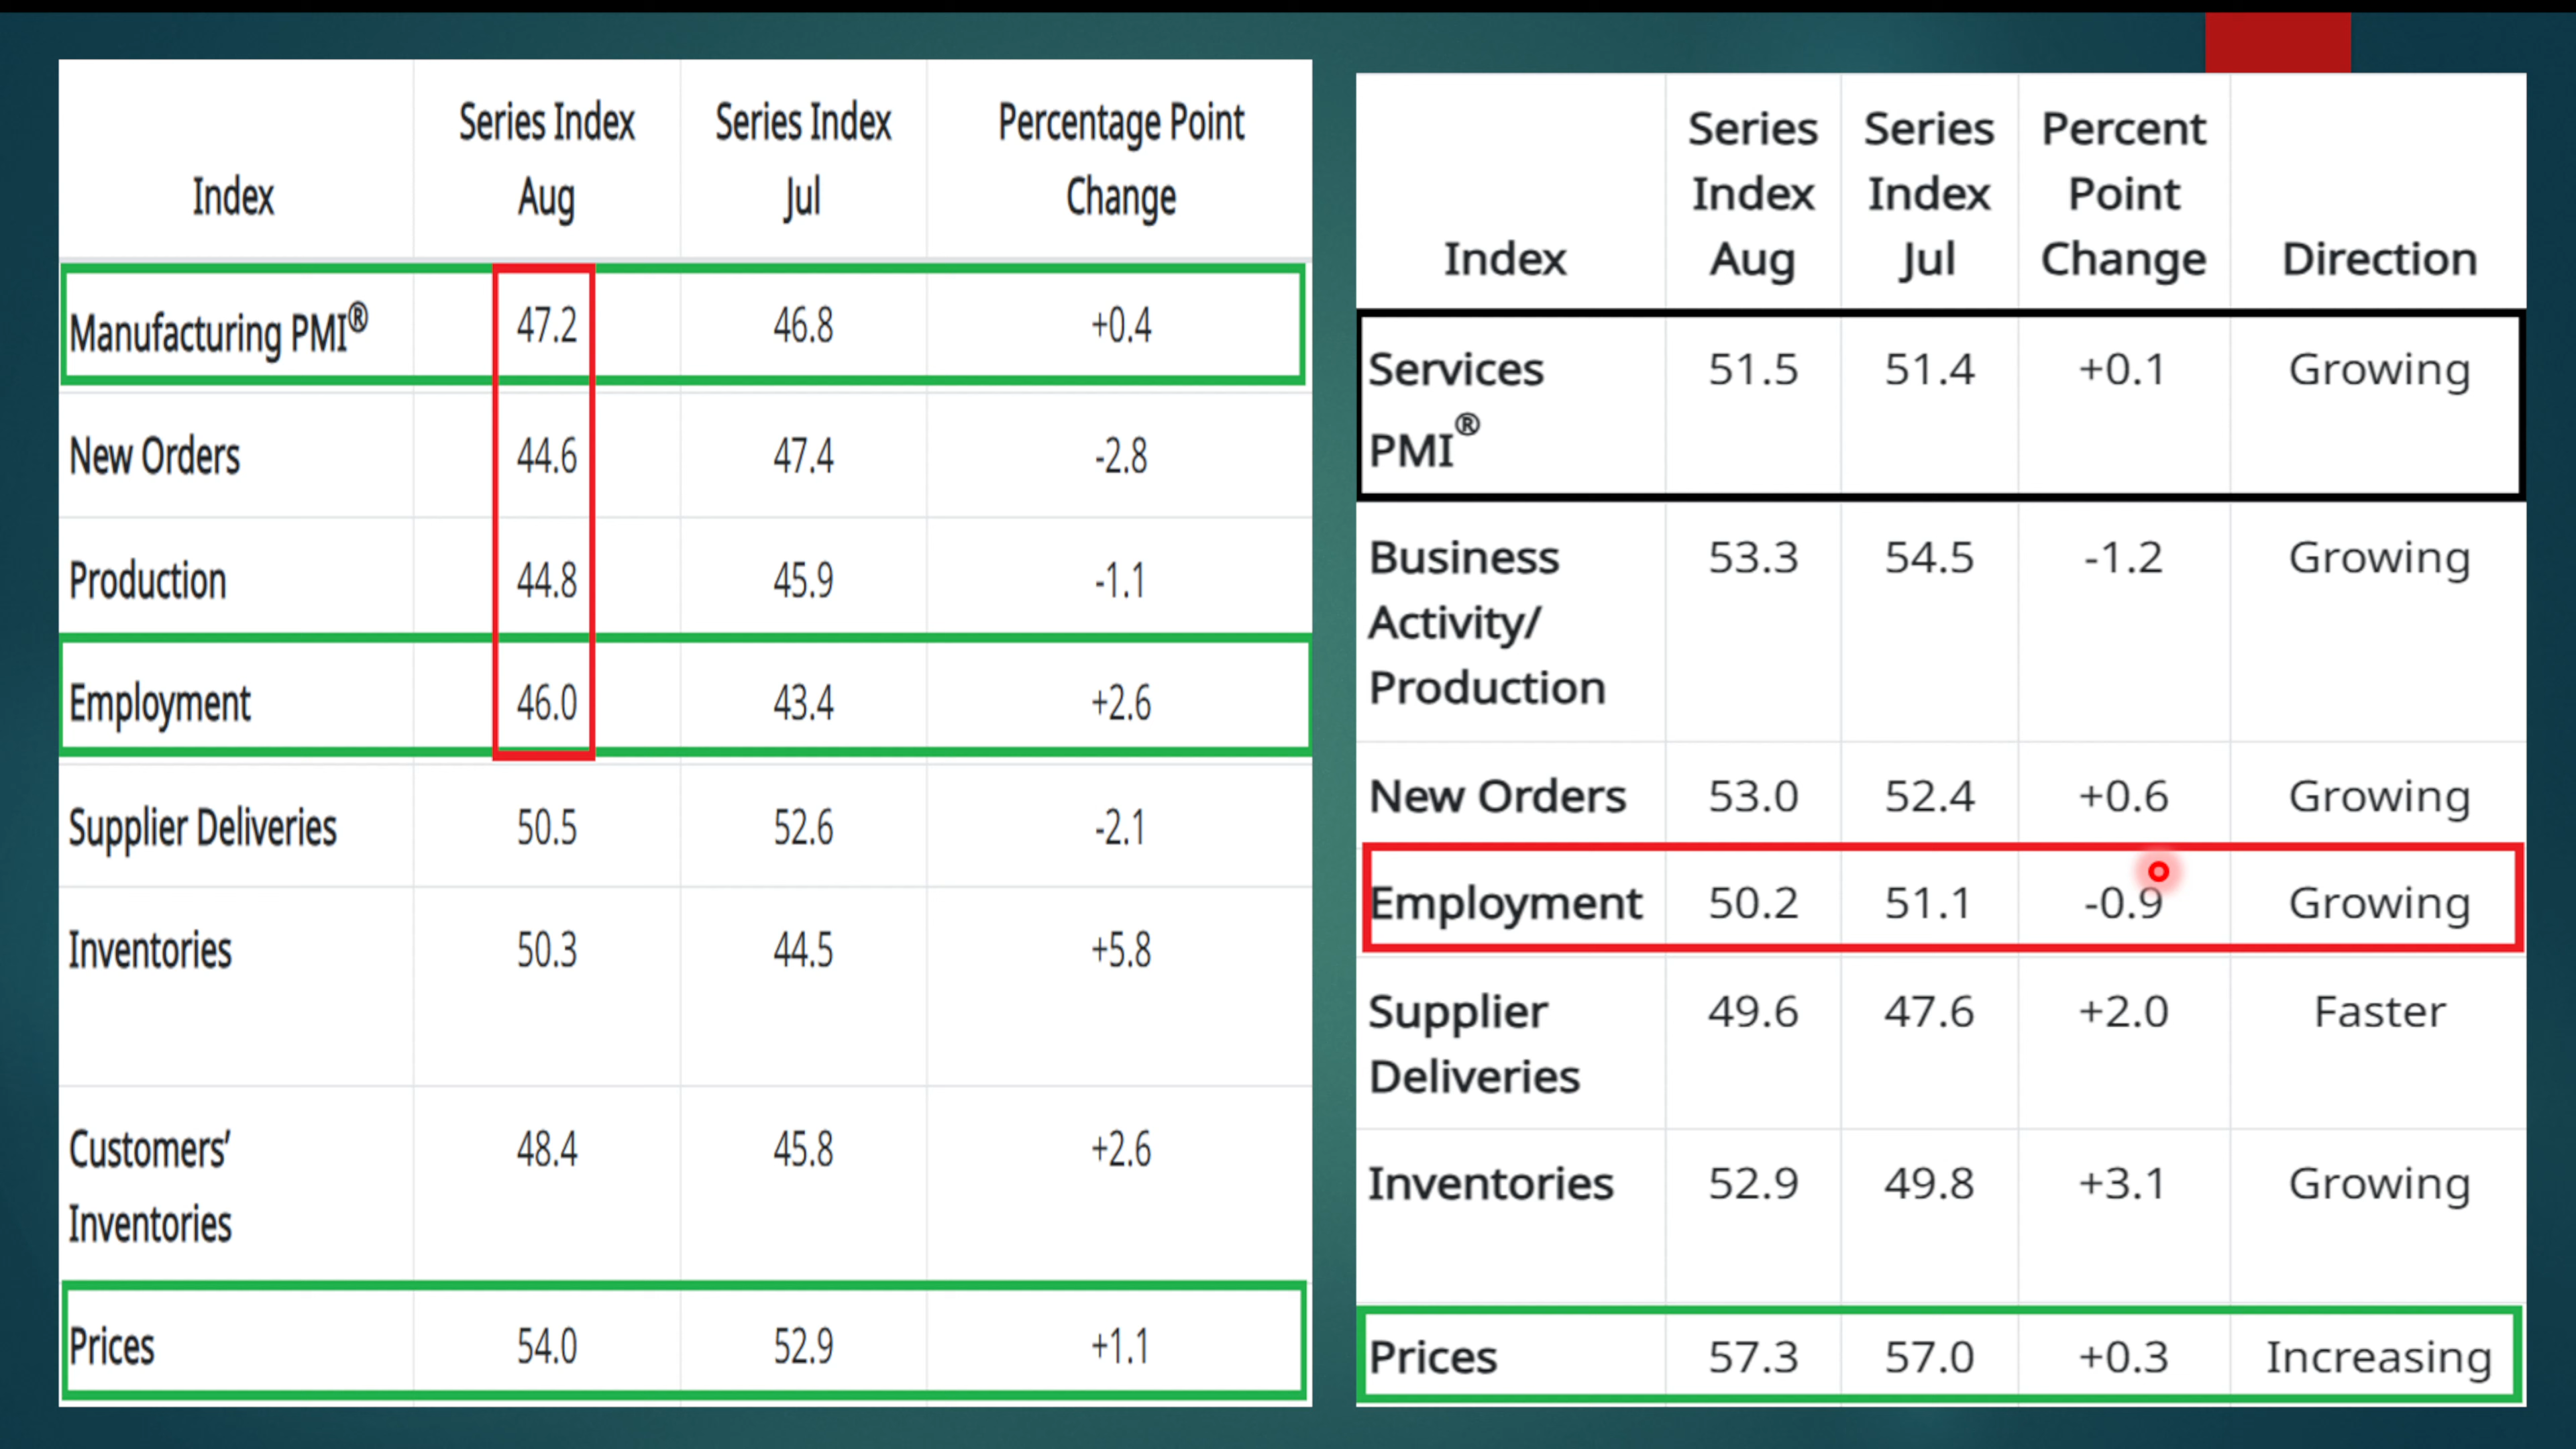 Index Series Index Aug Series Index Jul Percentage Point Change
Manufacturing PMI® 47.2 46.8 +0.4
New Orders 44.6 47.4 -2.8
Production 44.8 45.9 -1.1
Employment 46.0 43.4 +2.6
Supplier Deliveries 50.5 52.6 -2.1
Inventories 50.3 44.5 +5.8
Customers’ Inventories 48.4 45.8 +2.6
Prices 54.0 52.9 +1.1
Index Series Index Aug Series Index Jul Percent Point Change Direction
Services PMI® 51.5 51.4 +0.1 Growing
Business Activity/ Production 53.3 54.5 -1.2 Growing
New Orders 53.0 52.4 +0.6 Growing
Employment 50.2 51.1 -0.9 Growing
Supplier Deliveries 49.6 47.6 +2.0 Faster
Inventories 52.9 49.8 +3.1 Growing
Prices 57.3 57.0 +0.3 Increasing